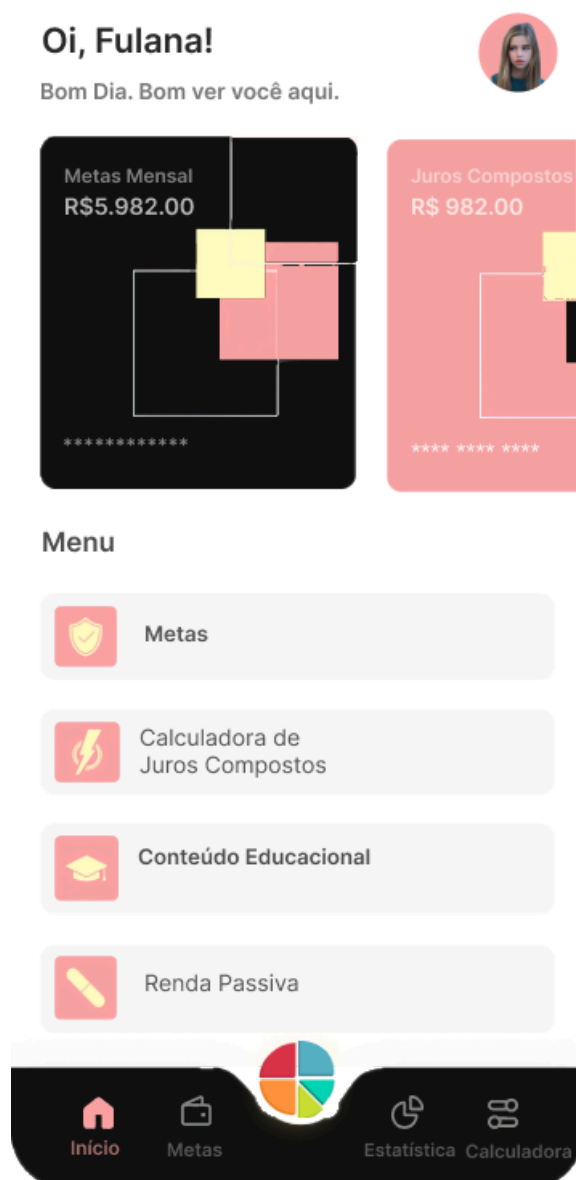 Oi, Fulana!
Bom Dia. Bom ver você aqui.
Metas Mensal
R$5.982.00
************
Juros Compostos
R$ 982.00
**** **** ****
Menu
Metas
Calculadora de
Juros Compostos
Conteúdo Educacional
Renda Passiva
Início
Metas
Estatística
Calculadora